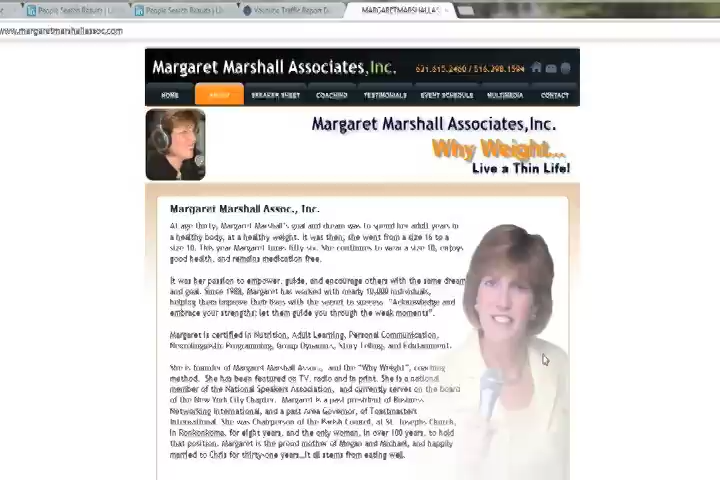 People Search Results | Li
People Search Results | Li
Youtube Traffic Report D
MARGARETMARSHALLAS
www.margaretmarshallassoc.com
Margaret Marshall Associates,Inc.
631.615.2460 / 516.398.1594
HOME
ABOUT
SPEAKER SHEET
COACHING
TESTIMONIALS
EVENT SCHEDULE
MULTIMEDIA
CONTACT
Margaret Marshall Associates,Inc.
Why Weight...
Live a Thin Life!
Margaret Marshall Assoc., Inc.
At age thirty, Margaret Marshall's goal and dream was to spend her adult years in
a healthy body, at a healthy weight. It was then, she went from a size 16 to a
size 10. This year Margaret turns fifty six. She continues to wear a size 10, enjoys
good health, and remains medication free.
It was her passion to empower, guide, and encourage others with the same dream
and goal. Since 1988, Margaret has worked with nearly 10,000 individuals,
helping them improve their lives with the secret to success "Acknowledge and
embrace your strengths; let them guide you through the weak moments".
Margaret is certified in Nutrition, Adult Learning, Personal Communication,
Neurolinguistic Programming, Group Dynamics, Story Telling, and Edutainment.
She is founder of Margaret Marshall Assoc., and the "Why Weight", coaching
method. She has been featured on TV, radio and in print. She is a national
member of the National Speakers Association, and currently serves on the board
of the New York City Chapter. Margaret is a past president of Business
Networking International, and a past Area Governor, of Toastmasters
International. She was Chairperson of the Parish Council, at St. Josephs Church,
in Ronkonkoma, for eight years, and the only woman, in over 100 years, to hold
that position. Margaret is the proud mother of Megan and Michael, and happily
married to Chris for thirty-one years...It all stems from eating well.